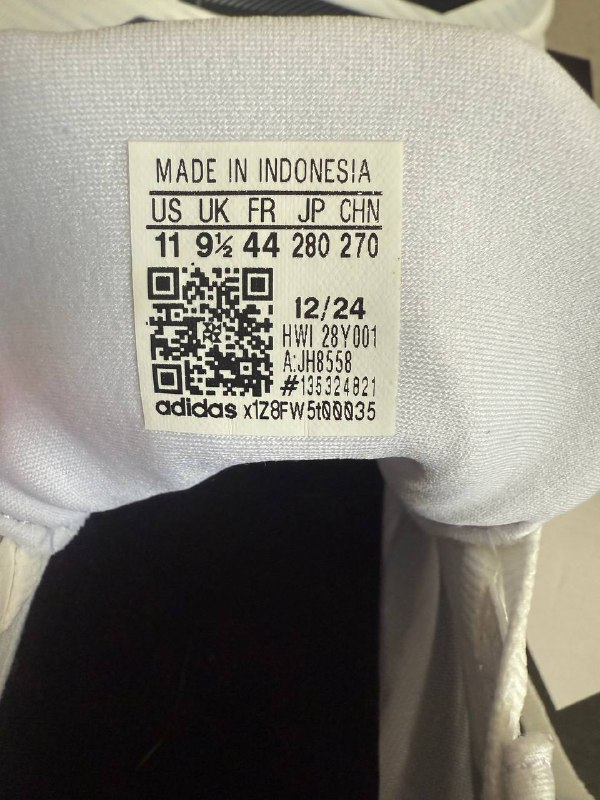 MADE IN INDONESIA
US UK FR JP CHN
11 9½ 44 280 270
12/24
HWI 28Y001
A:JH8558
#135324821
adidas x1Z8FW5t00035